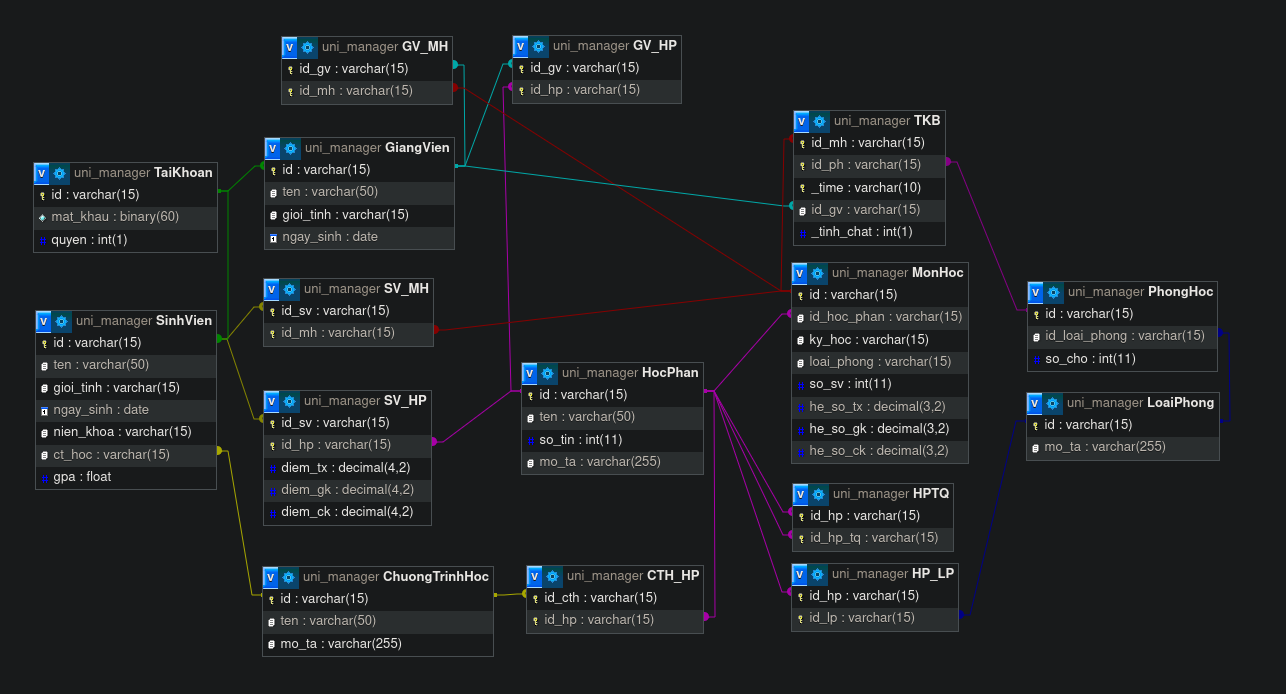 uni_manager GV_MH
id_gv : varchar(15)
id_mh : varchar(15)
uni_manager GV_HP
id_gv : varchar(15)
id_hp : varchar(15)
uni_manager TKB
id_mh : varchar(15)
id_ph : varchar(15)
_time : varchar(10)
id_gv : varchar(15)
_tinh_chat : int(1)
uni_manager GiangVien
id : varchar(15)
ten : varchar(50)
gioi_tinh : varchar(15)
ngay_sinh : date
uni_manager TaiKhoan
id : varchar(15)
mat_khau : binary(60)
quyen : int(1)
uni_manager SV_MH
id_sv : varchar(15)
id_mh : varchar(15)
uni_manager MonHoc
id : varchar(15)
id_hoc_phan : varchar(15)
ky_hoc : varchar(15)
loai_phong : varchar(15)
so_sv : int(11)
he_so_tx : decimal(3,2)
he_so_gk : decimal(3,2)
he_so_ck : decimal(3,2)
uni_manager PhongHoc
id : varchar(15)
id_loai_phong : varchar(15)
so_cho : int(11)
uni_manager SinhVien
id : varchar(15)
ten : varchar(50)
gioi_tinh : varchar(15)
ngay_sinh : date
nien_khoa : varchar(15)
ct_hoc : varchar(15)
gpa : float
uni_manager SV_HP
id_sv : varchar(15)
id_hp : varchar(15)
diem_tx : decimal(4,2)
diem_gk : decimal(4,2)
diem_ck : decimal(4,2)
uni_manager HocPhan
id : varchar(15)
ten : varchar(50)
so_tin : int(11)
mo_ta : varchar(255)
uni_manager LoaiPhong
id : varchar(15)
mo_ta : varchar(255)
uni_manager HPTQ
id_hp : varchar(15)
id_hp_tq : varchar(15)
uni_manager ChuongTrinhHoc
id : varchar(15)
ten : varchar(50)
mo_ta : varchar(255)
uni_manager CTH_HP
id_cth : varchar(15)
id_hp : varchar(15)
uni_manager HP_LP
id_hp : varchar(15)
id_lp : varchar(15)